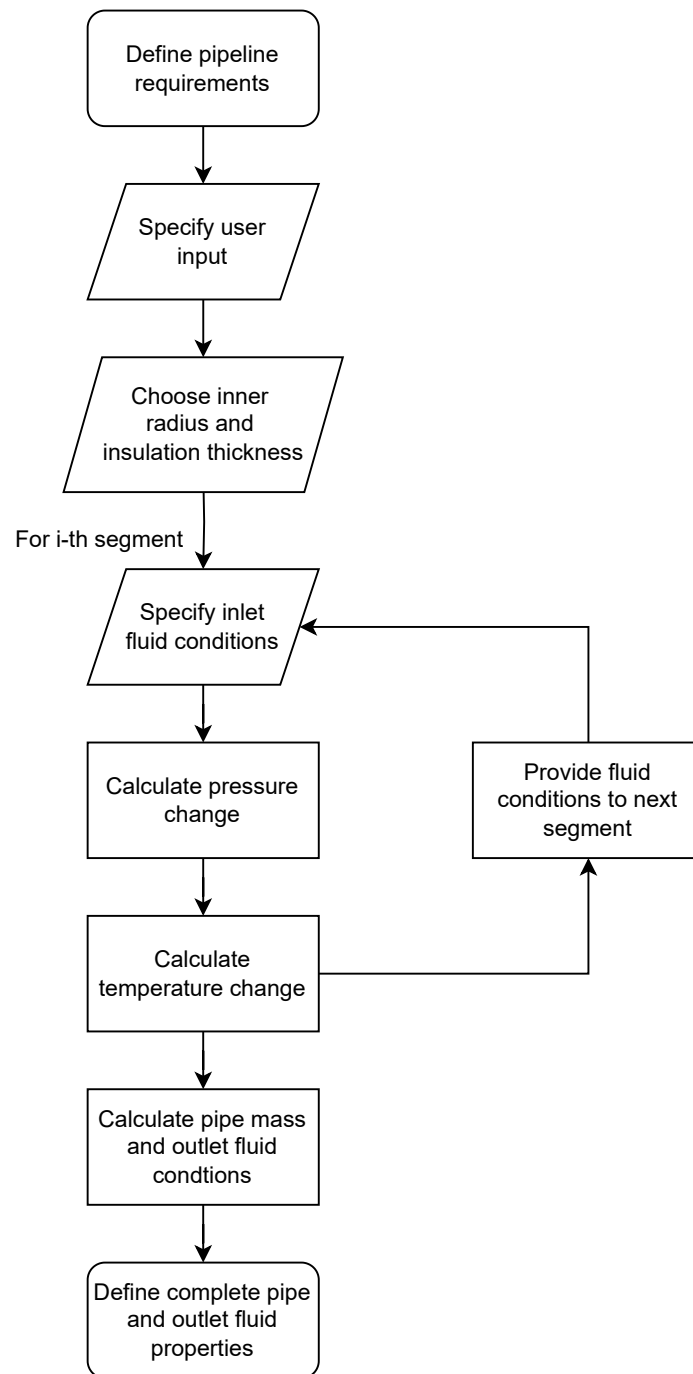 Define pipeline
requirements
Specify user
input
Choose inner
radius and
insulation thickness
For i-th segment
Specify inlet
fluid conditions
Calculate pressure
change
Provide fluid
conditions to next
segment
Calculate
temperature change
Calculate pipe mass
and outlet fluid
condtions
Define complete pipe
and outlet fluid
properties